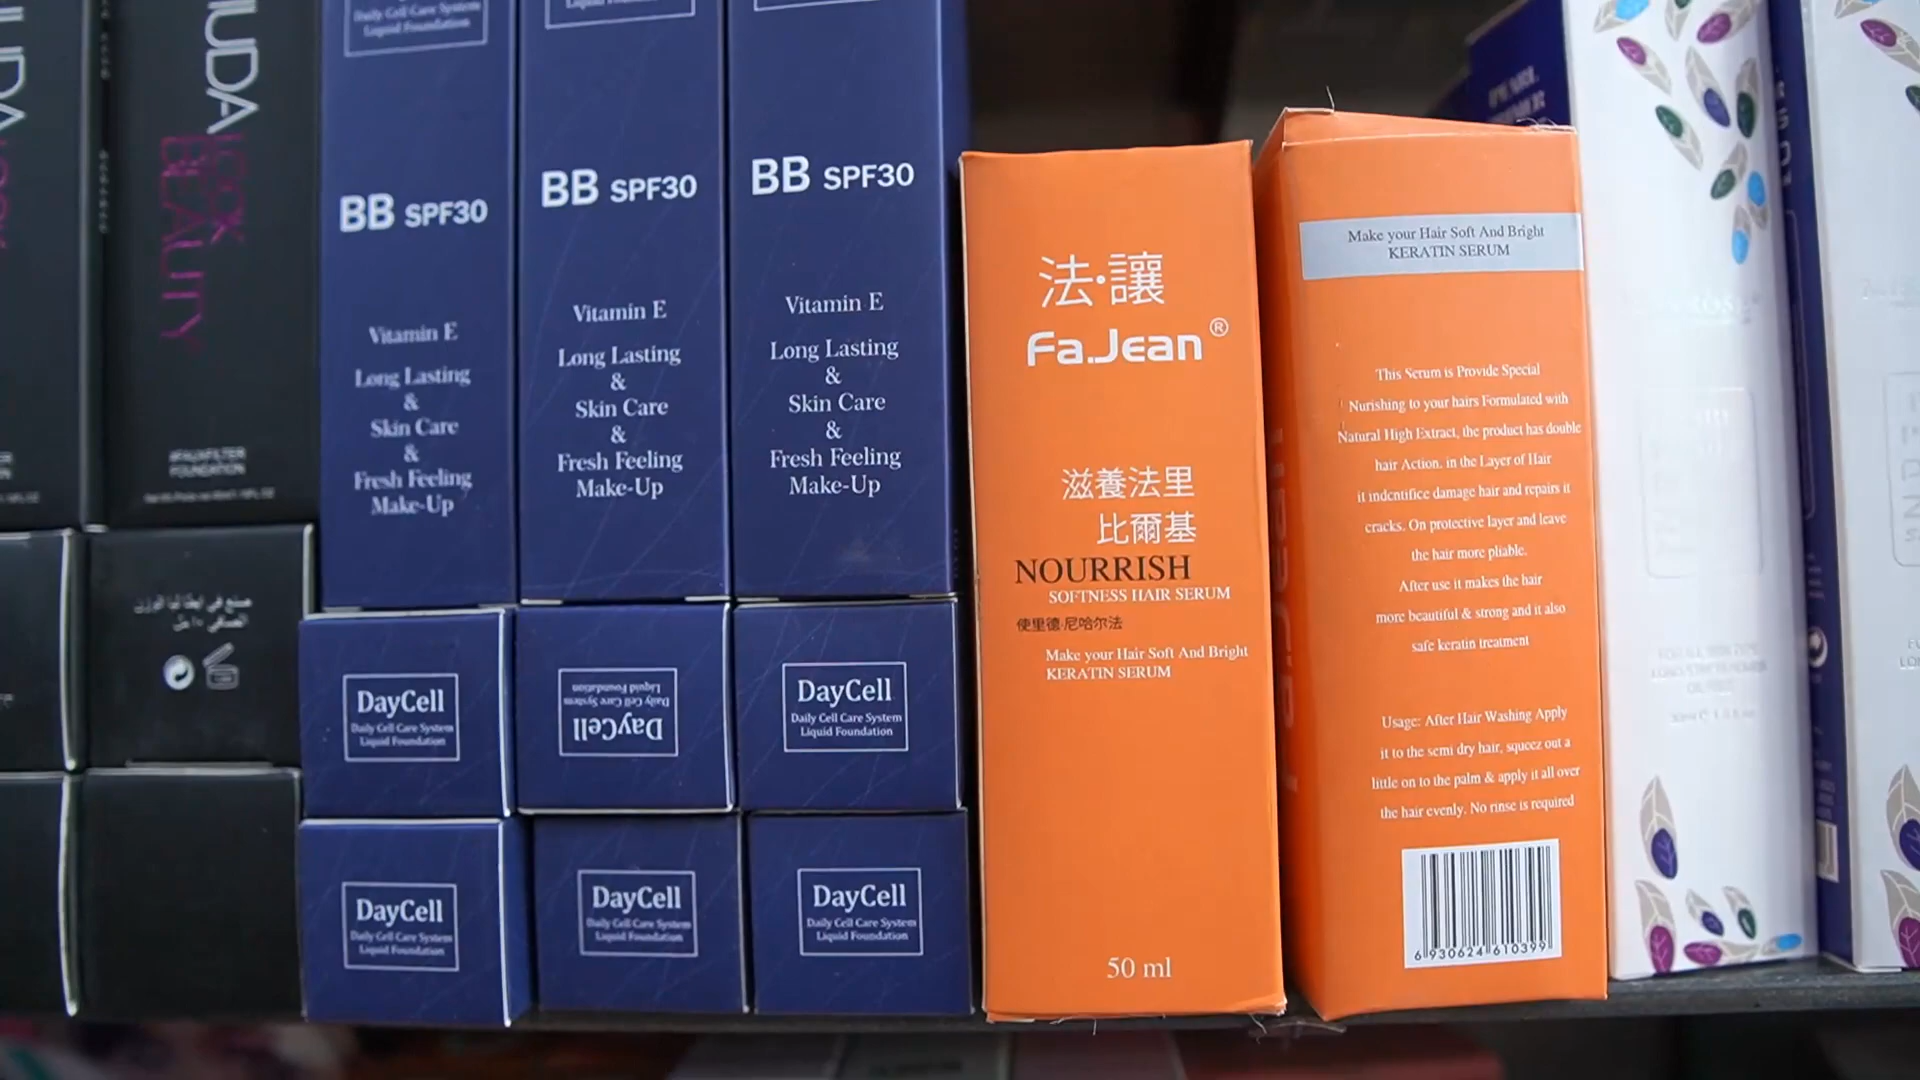 HUDA
BEAUTY
#FAUXFILTER
FOUNDATION
Daily Cell Care System
Liquid Foundation
BB SPF30
Vitamin E
Long Lasting
&
Skin Care
&
Fresh Feeling
Make-Up
BB SPF30
Vitamin E
Long Lasting
&
Skin Care
&
Fresh Feeling
Make-Up
BB SPF30
Vitamin E
Long Lasting
&
Skin Care
&
Fresh Feeling
Make-Up
DayCell
Daily Cell Care System
Liquid Foundation
DayCell
Daily Cell Care System
Liquid Foundation
DayCell
Daily Cell Care System
Liquid Foundation
DayCell
Daily Cell Care System
Liquid Foundation
DayCell
Daily Cell Care System
Liquid Foundation
DayCell
Daily Cell Care System
Liquid Foundation
法·讓
Fa.Jean®
滋養法里
比爾基
NOURRISH
SOFTNESS HAIR SERUM
使里德·尼哈尔法
Make your Hair Soft And Bright
KERATIN SERUM
50 ml
Make your Hair Soft And Bright
KERATIN SERUM
This Serum is Provide Special
Nurishing to your hairs Formulated with
Natural High Extract, the product has double
hair Action. in the Layer of Hair
it indentifice damage hair and repairs it
cracks. On protective layer and leave
the hair more pliable.
After use it makes the hair
more beautiful & strong and it also
safe keratin treatment
Usage: After Hair Washing Apply
it to the semi dry hair, squeez out a
little on to the palm & apply it all over
the hair evenly. No rinse is required
6 930624 610399